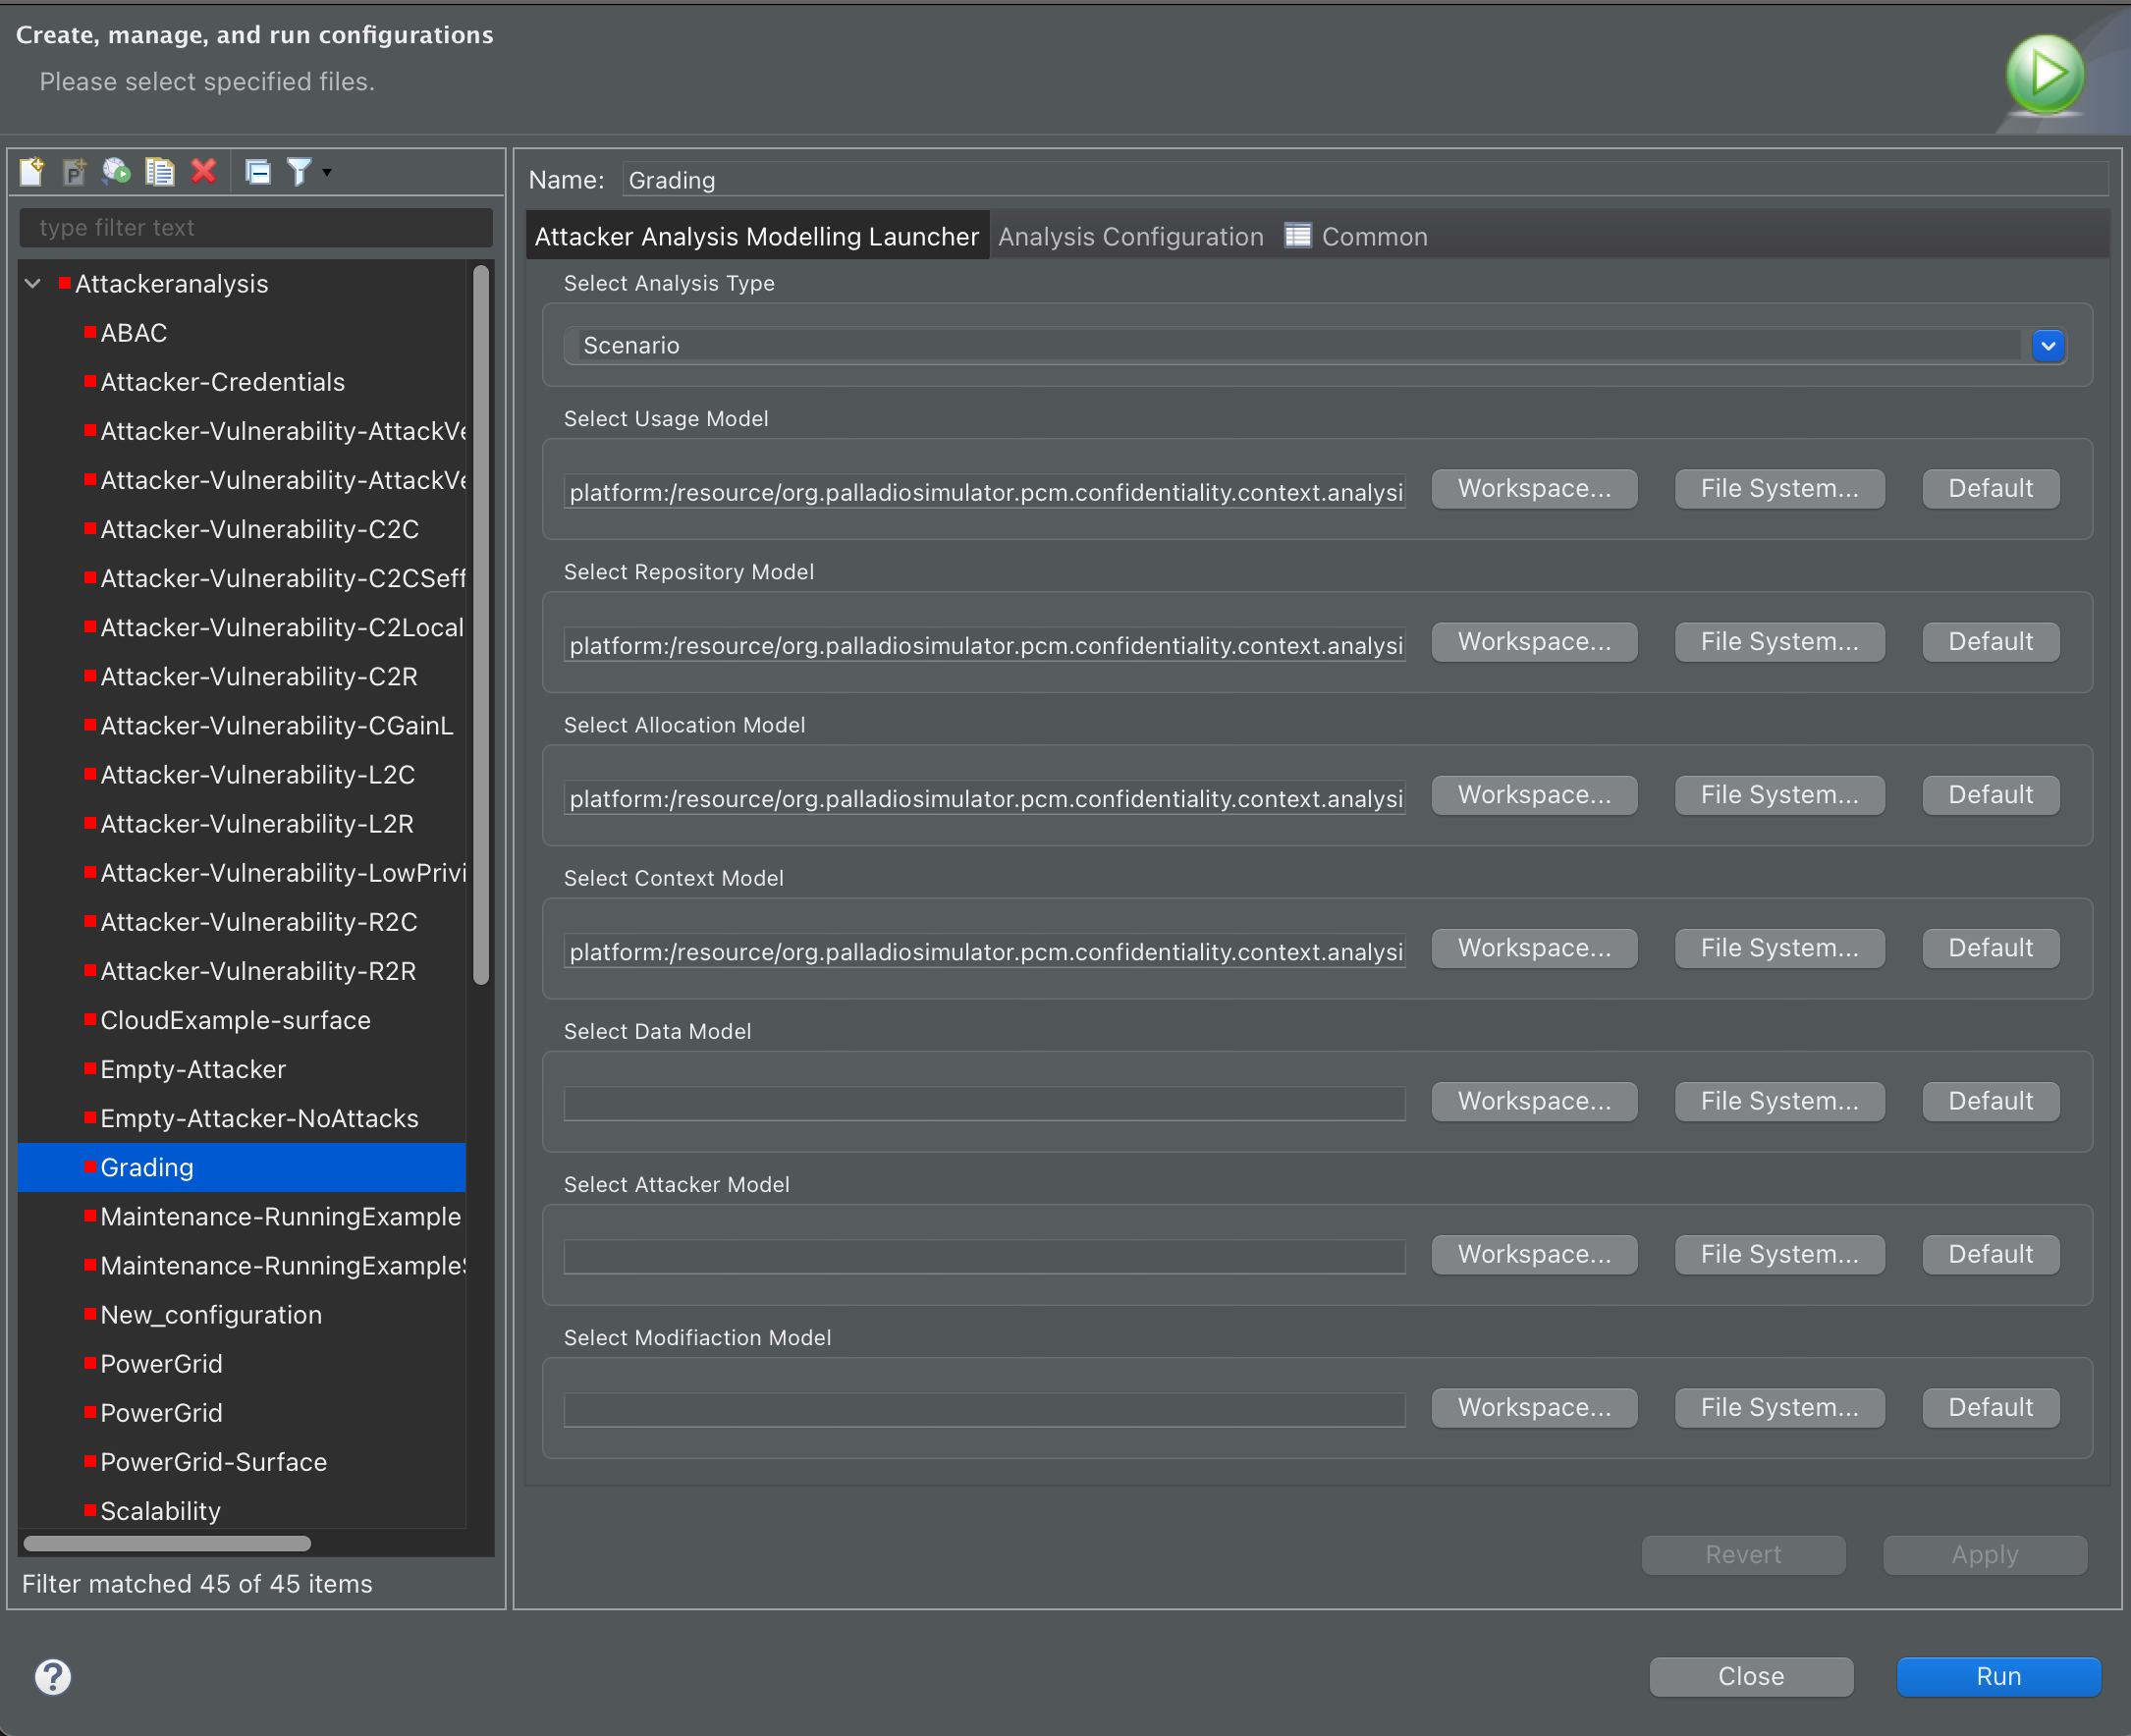 Create, manage, and run configurations
Please select specified files.
type filter text
Attackeranalysis
ABAC
Attacker-Credentials
Attacker-Vulnerability-AttackVe
Attacker-Vulnerability-AttackVe
Attacker-Vulnerability-C2C
Attacker-Vulnerability-C2CSeff
Attacker-Vulnerability-C2Local
Attacker-Vulnerability-C2R
Attacker-Vulnerability-CGainL
Attacker-Vulnerability-L2C
Attacker-Vulnerability-L2R
Attacker-Vulnerability-LowPrivi
Attacker-Vulnerability-R2C
Attacker-Vulnerability-R2R
CloudExample-surface
Empty-Attacker
Empty-Attacker-NoAttacks
Grading
Maintenance-RunningExample
Maintenance-RunningExampleS
New_configuration
PowerGrid
PowerGrid
PowerGrid-Surface
Scalability
Filter matched 45 of 45 items
Name: Grading
Attacker Analysis Modelling Launcher Analysis Configuration Common
Select Analysis Type
Scenario
Select Usage Model
platform:/resource/org.palladiosimulator.pcm.confidentiality.context.analysi Workspace... File System... Default
Select Repository Model
platform:/resource/org.palladiosimulator.pcm.confidentiality.context.analysi Workspace... File System... Default
Select Allocation Model
platform:/resource/org.palladiosimulator.pcm.confidentiality.context.analysi Workspace... File System... Default
Select Context Model
platform:/resource/org.palladiosimulator.pcm.confidentiality.context.analysi Workspace... File System... Default
Select Data Model
Workspace... File System... Default
Select Attacker Model
Workspace... File System... Default
Select Modifiaction Model
Workspace... File System... Default
Revert Apply
Close Run